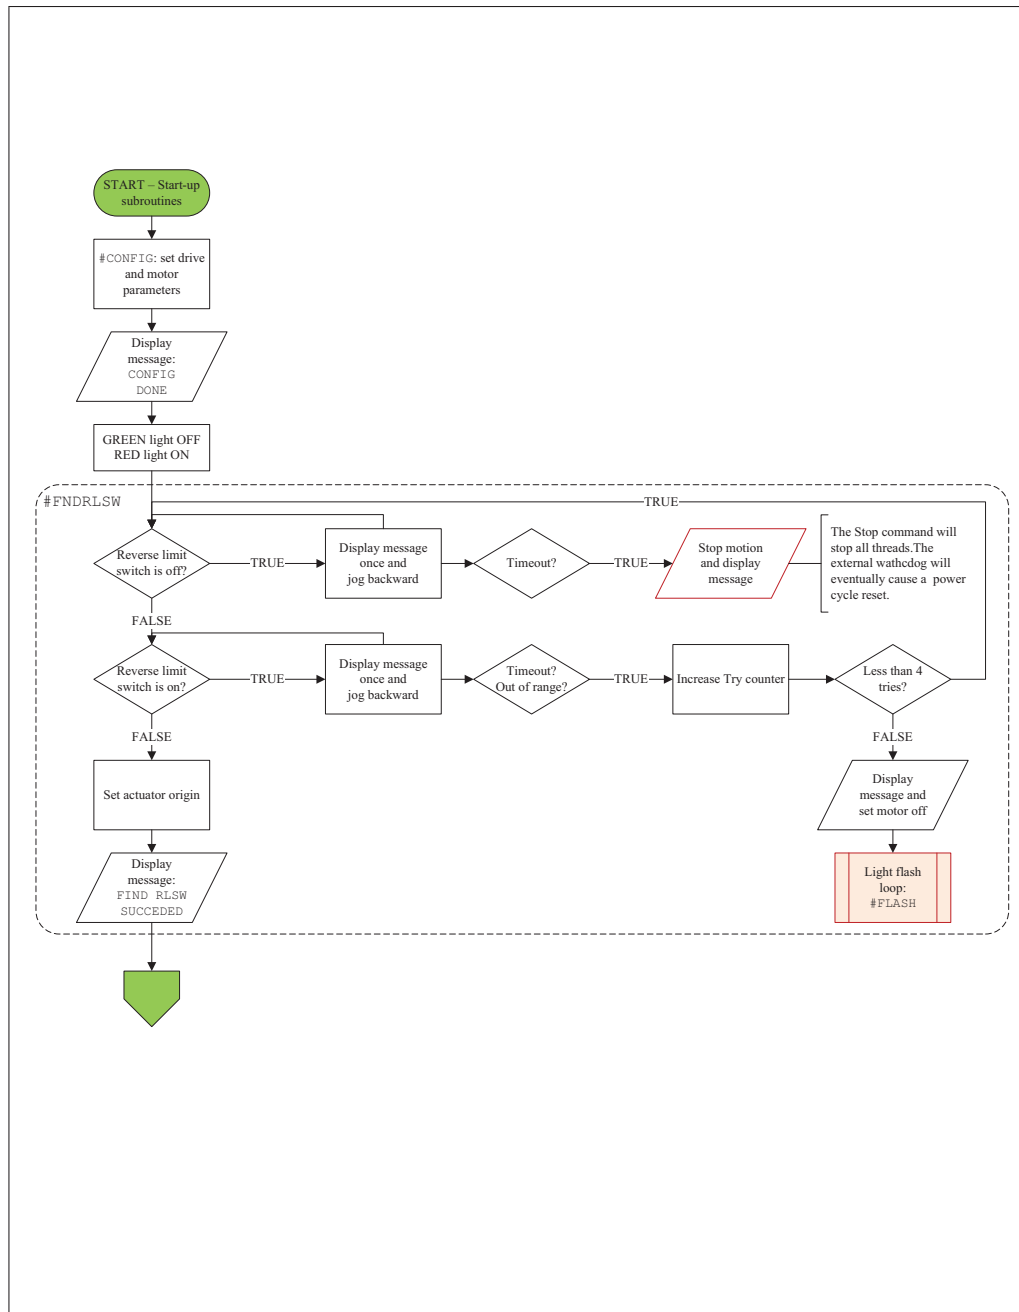 START – Start-up
subroutines
#CONFIG: set drive
and motor
parameters
Display
message:
CONFIG
DONE
GREEN light OFF
RED light ON
#FNDRLSW
TRUE
Reverse limit
switch is off?
TRUE
Display message
once and
jog backward
Timeout?
TRUE
Stop motion
and display
message
The Stop command will
stop all threads.The
external wathcdog will
eventually cause a power
cycle reset.
FALSE
Reverse limit
switch is on?
TRUE
Display message
once and
jog backward
Timeout?
Out of range?
TRUE
Increase Try counter
Less than 4
tries?
FALSE
FALSE
Set actuator origin
Display
message and
set motor off
Display
message:
FIND RLSW
SUCCEDED
Light flash
loop:
#FLASH